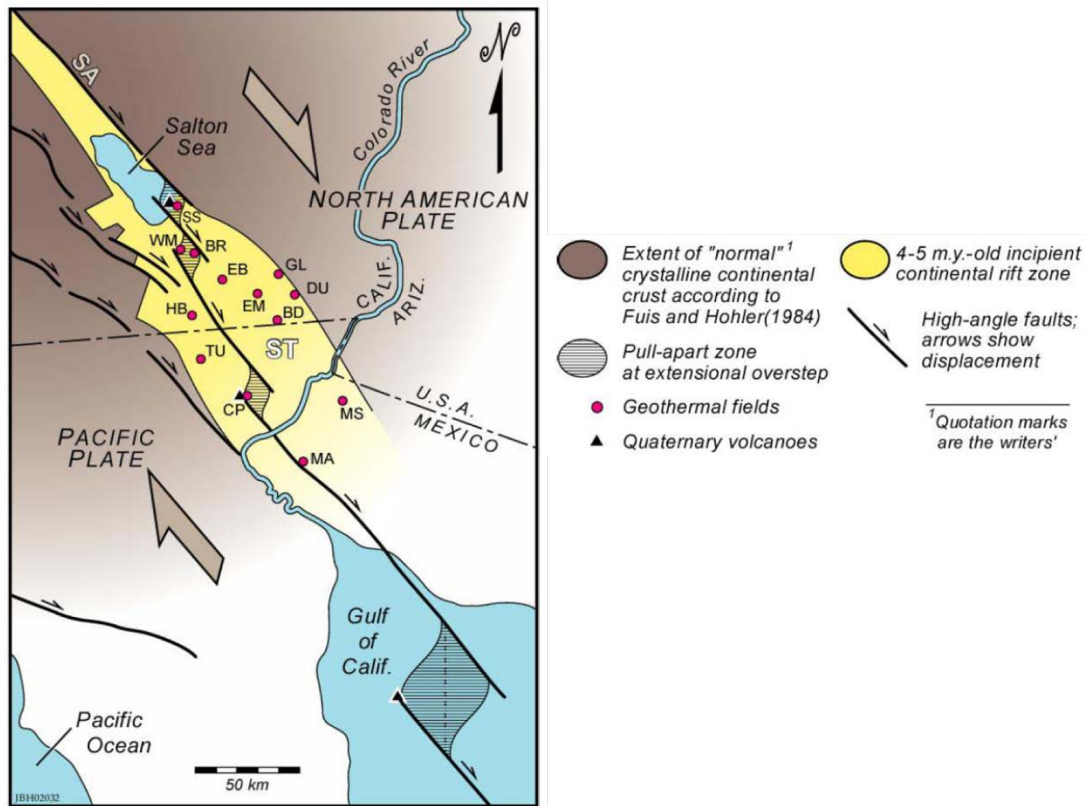 N
SA
Salton
Sea
Colorado River
NORTH AMERICAN
PLATE
SS
WM
BR
EB
GL
DU
EM
HB
BD
CALIF.
ARIZ.
ST
TU
CP
MS
U.S.A.
MEXICO
MA
PACIFIC
PLATE
Gulf
of
Calif.
Pacific
Ocean
50 km
JBH02032
Extent of "normal"1
crystalline continental
crust according to
Fuis and Hohler(1984)
Pull-apart zone
at extensional overstep
Geothermal fields
Quaternary volcanoes
4-5 m.y.-old incipient
continental rift zone
High-angle faults;
arrows show
displacement
1Quotation marks
are the writers'